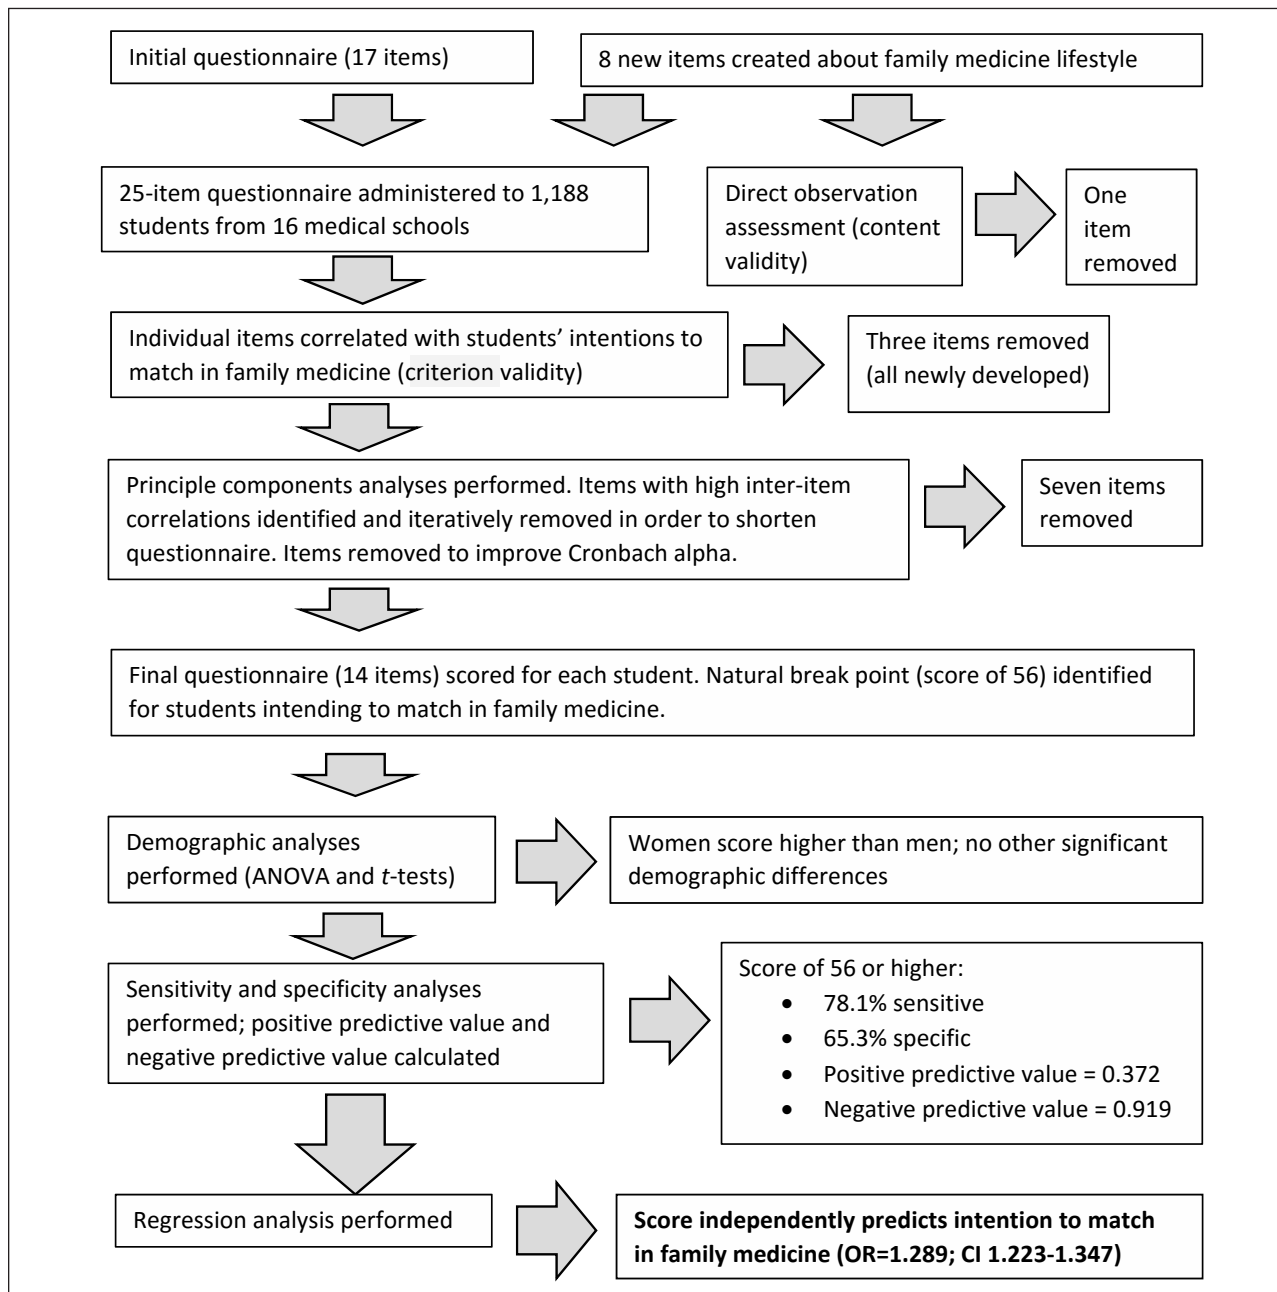 Initial questionnaire (17 items)
8 new items created about family medicine lifestyle
25-item questionnaire administered to 1,188
students from 16 medical schools
Direct observation
assessment (content
validity)
One
item
removed
Individual items correlated with students’ intentions to
match in family medicine (criterion validity)
Three items removed
(all newly developed)
Principle components analyses performed. Items with high inter-item
correlations identified and iteratively removed in order to shorten
questionnaire. Items removed to improve Cronbach alpha.
Seven items
removed
Final questionnaire (14 items) scored for each student. Natural break point (score of 56) identified
for students intending to match in family medicine.
Demographic analyses
performed (ANOVA and t-tests)
Women score higher than men; no other significant
demographic differences
Sensitivity and specificity analyses
performed; positive predictive value and
negative predictive value calculated
Score of 56 or higher:
• 78.1% sensitive
• 65.3% specific
• Positive predictive value = 0.372
• Negative predictive value = 0.919
Regression analysis performed
Score independently predicts intention to match
in family medicine (OR=1.289; CI 1.223-1.347)